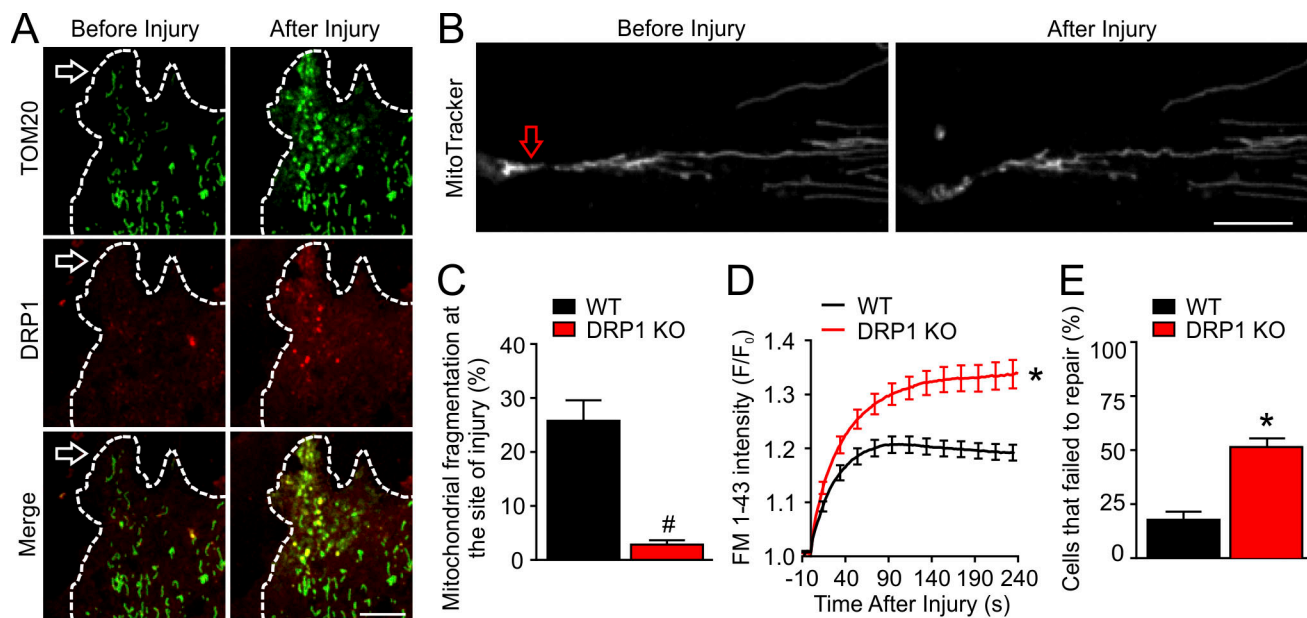 A
Before Injury
After Injury
TOM20
DRP1
Merge
B
Before Injury
After Injury
MitoTracker
C
WT
DRP1 KO
Mitochondrial fragmentation at
the site of injury (%)
40
30
20
10
0
#
D
WT
DRP1 KO
FM 1-43 intensity (F/F₀)
1.3
1.2
1.1
1.0
-10
40
90
140
190
240
Time After Injury (s)
*
E
WT
DRP1 KO
Cells that failed to repair (%)
100
75
50
25
0
*